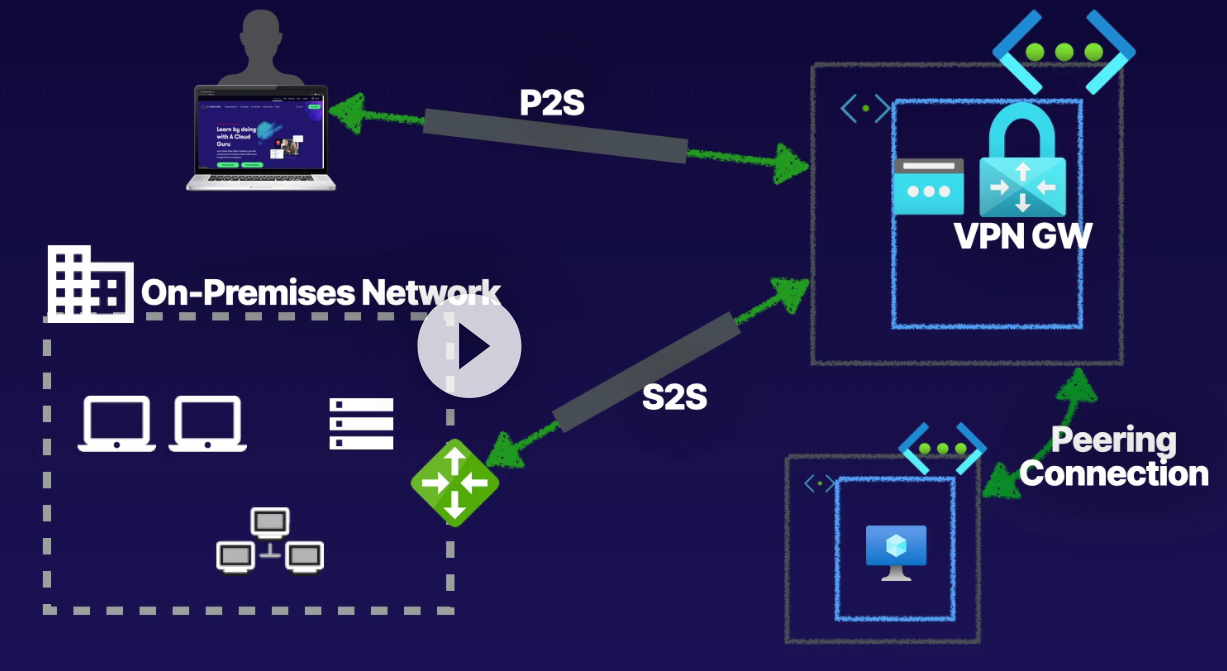 P2S
Learn by doing
with A Cloud
Guru
VPN GW
On-Premises Network
S2S
Peering
Connection